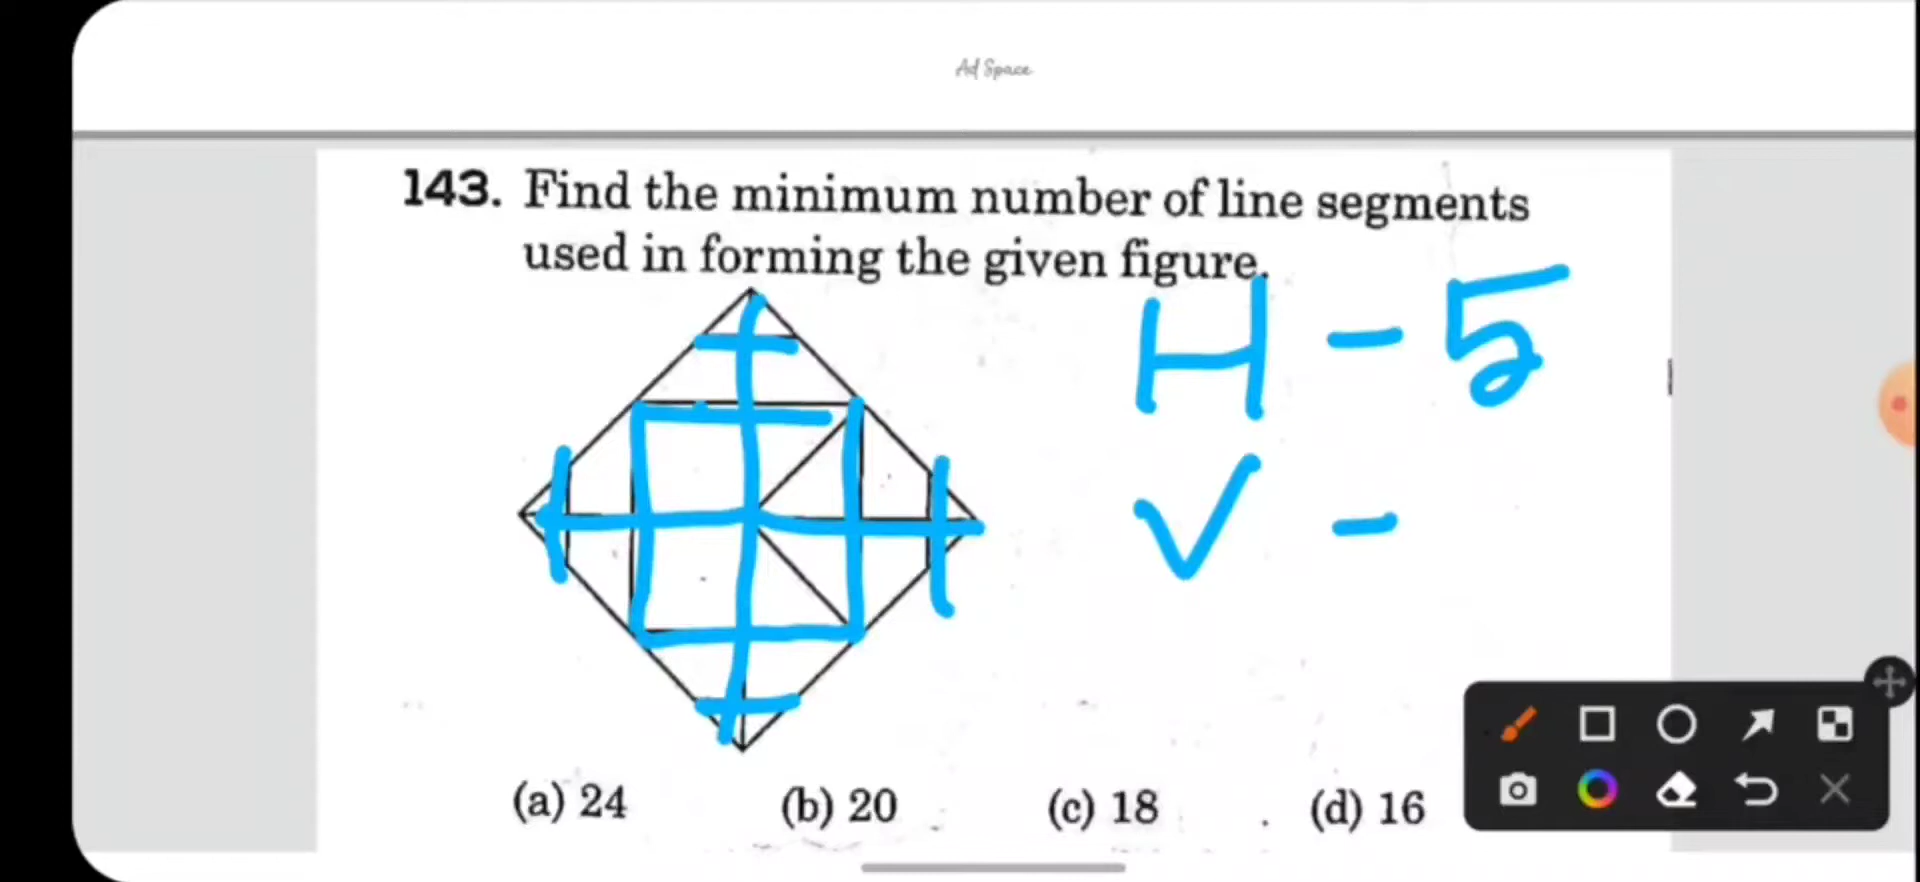 Ad Space
143. Find the minimum number of line segments
used in forming the given figure.
H - 5
V -
(a) 24 (b) 20 (c) 18 (d) 16